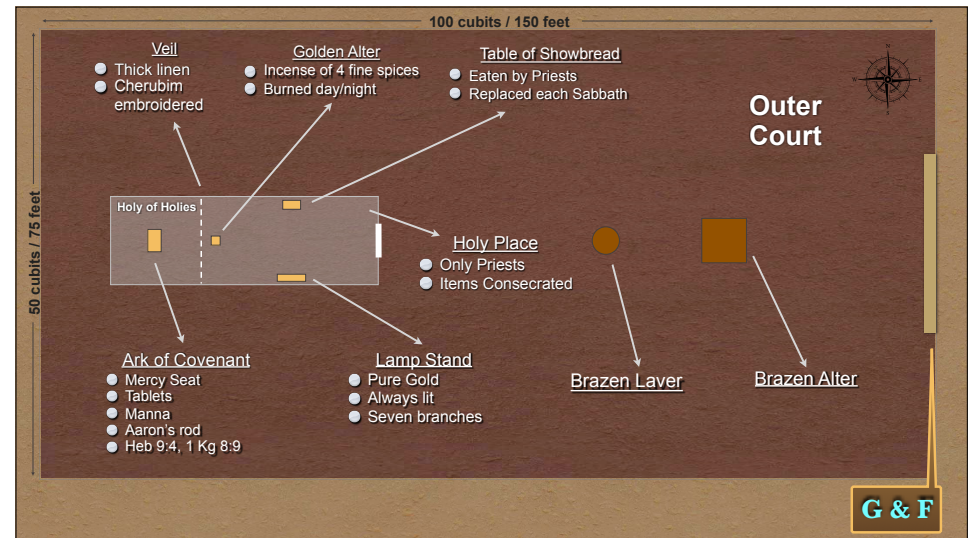 100 cubits / 150 feet
50 cubits / 75 feet
Veil
Thick linen
Cherubim
embroidered
Golden Alter
Incense of 4 fine spices
Burned day/night
Table of Showbread
Eaten by Priests
Replaced each Sabbath
N
W
E
S
Outer
Court
Holy of Holies
Holy Place
Only Priests
Items Consecrated
Ark of Covenant
Mercy Seat
Tablets
Manna
Aaron's rod
Heb 9:4, 1 Kg 8:9
Lamp Stand
Pure Gold
Always lit
Seven branches
Brazen Laver
Brazen Alter
G & F